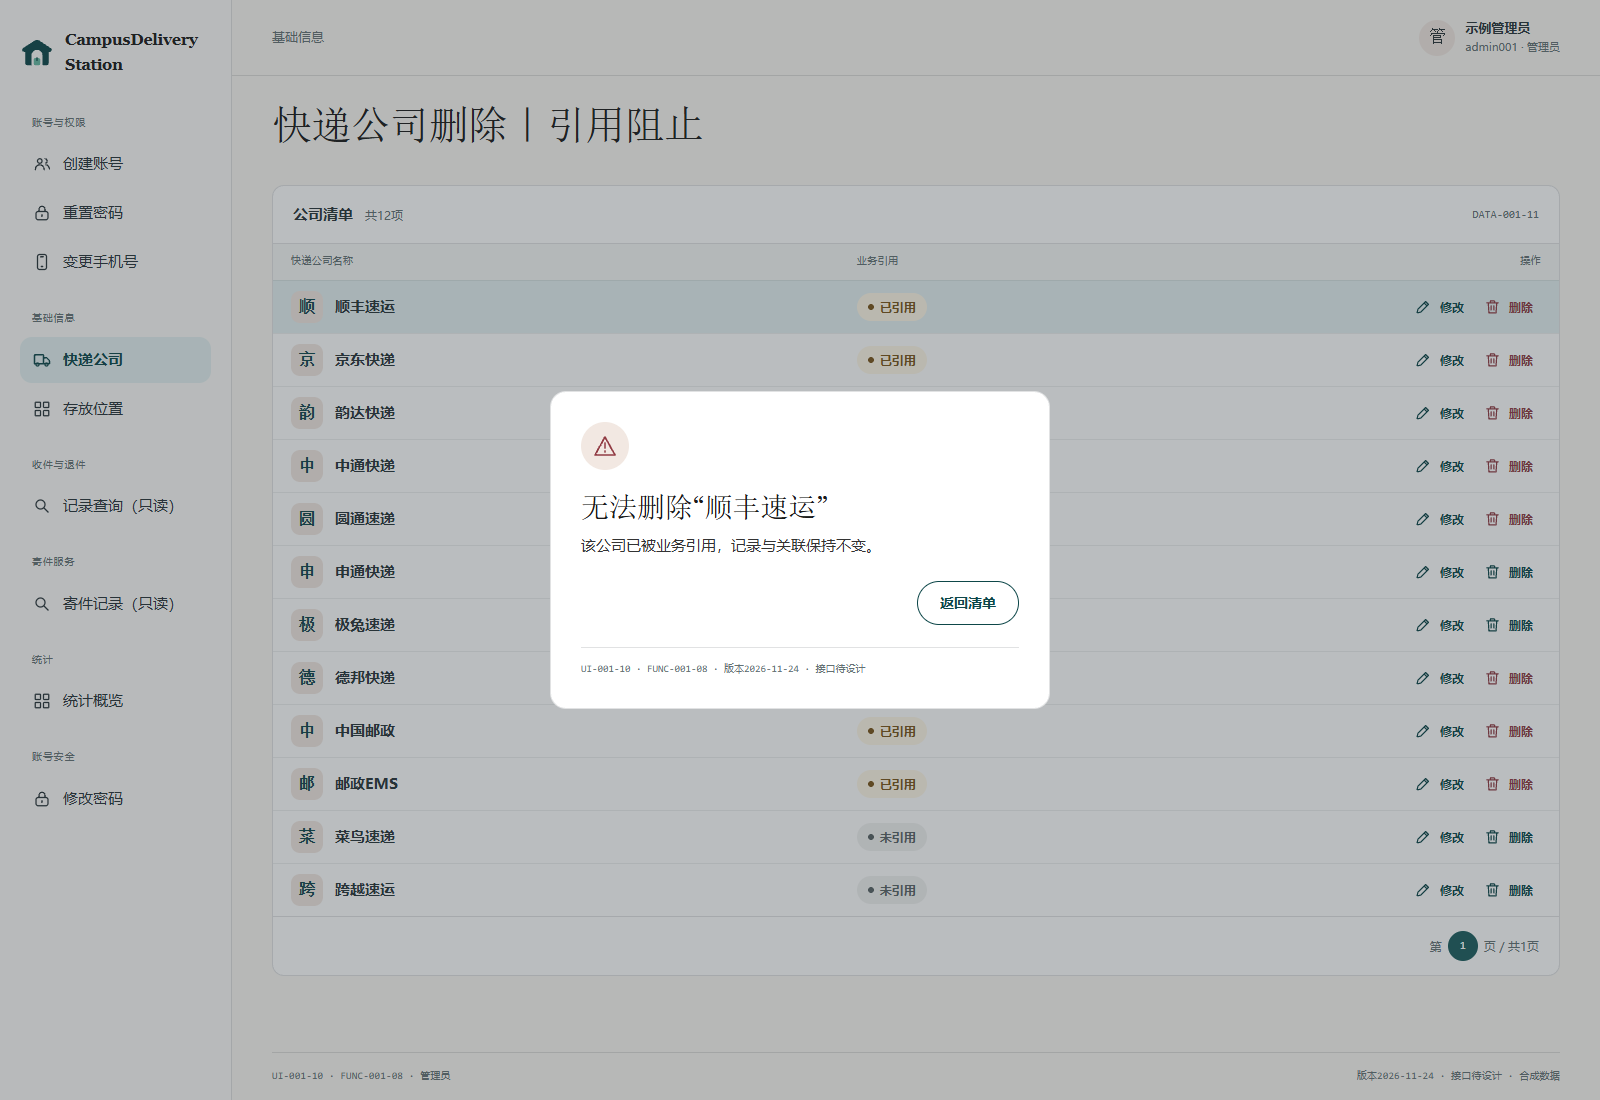 CampusDelivery
Station
账号与权限
创建账号
重置密码
变更手机号
基础信息
快递公司
存放位置
收件与退件
记录查询（只读）
寄件服务
寄件记录（只读）
统计
统计概览
账号安全
修改密码
基础信息
管
示例管理员
admin001 · 管理员
快递公司删除｜引用阻止
公司清单 共12项
DATA-001-11
快递公司名称 业务引用 操作
顺 顺丰速运 已引用 修改 删除
京 京东快递 已引用 修改 删除
韵 韵达快递 修改 删除
中 中通快递 修改 删除
圆 圆通速递 修改 删除
申 申通快递 修改 删除
极 极兔速递 修改 删除
德 德邦快递 修改 删除
中 中国邮政 已引用 修改 删除
邮 邮政EMS 已引用 修改 删除
菜 菜鸟速递 未引用 修改 删除
跨 跨越速运 未引用 修改 删除
第 1 页 / 共1页
无法删除“顺丰速运”
该公司已被业务引用，记录与关联保持不变。
返回清单
UI-001-10 · FUNC-001-08 · 版本2026-11-24 · 接口待设计
UI-001-10 · FUNC-001-08 · 管理员
版本2026-11-24 · 接口待设计 · 合成数据